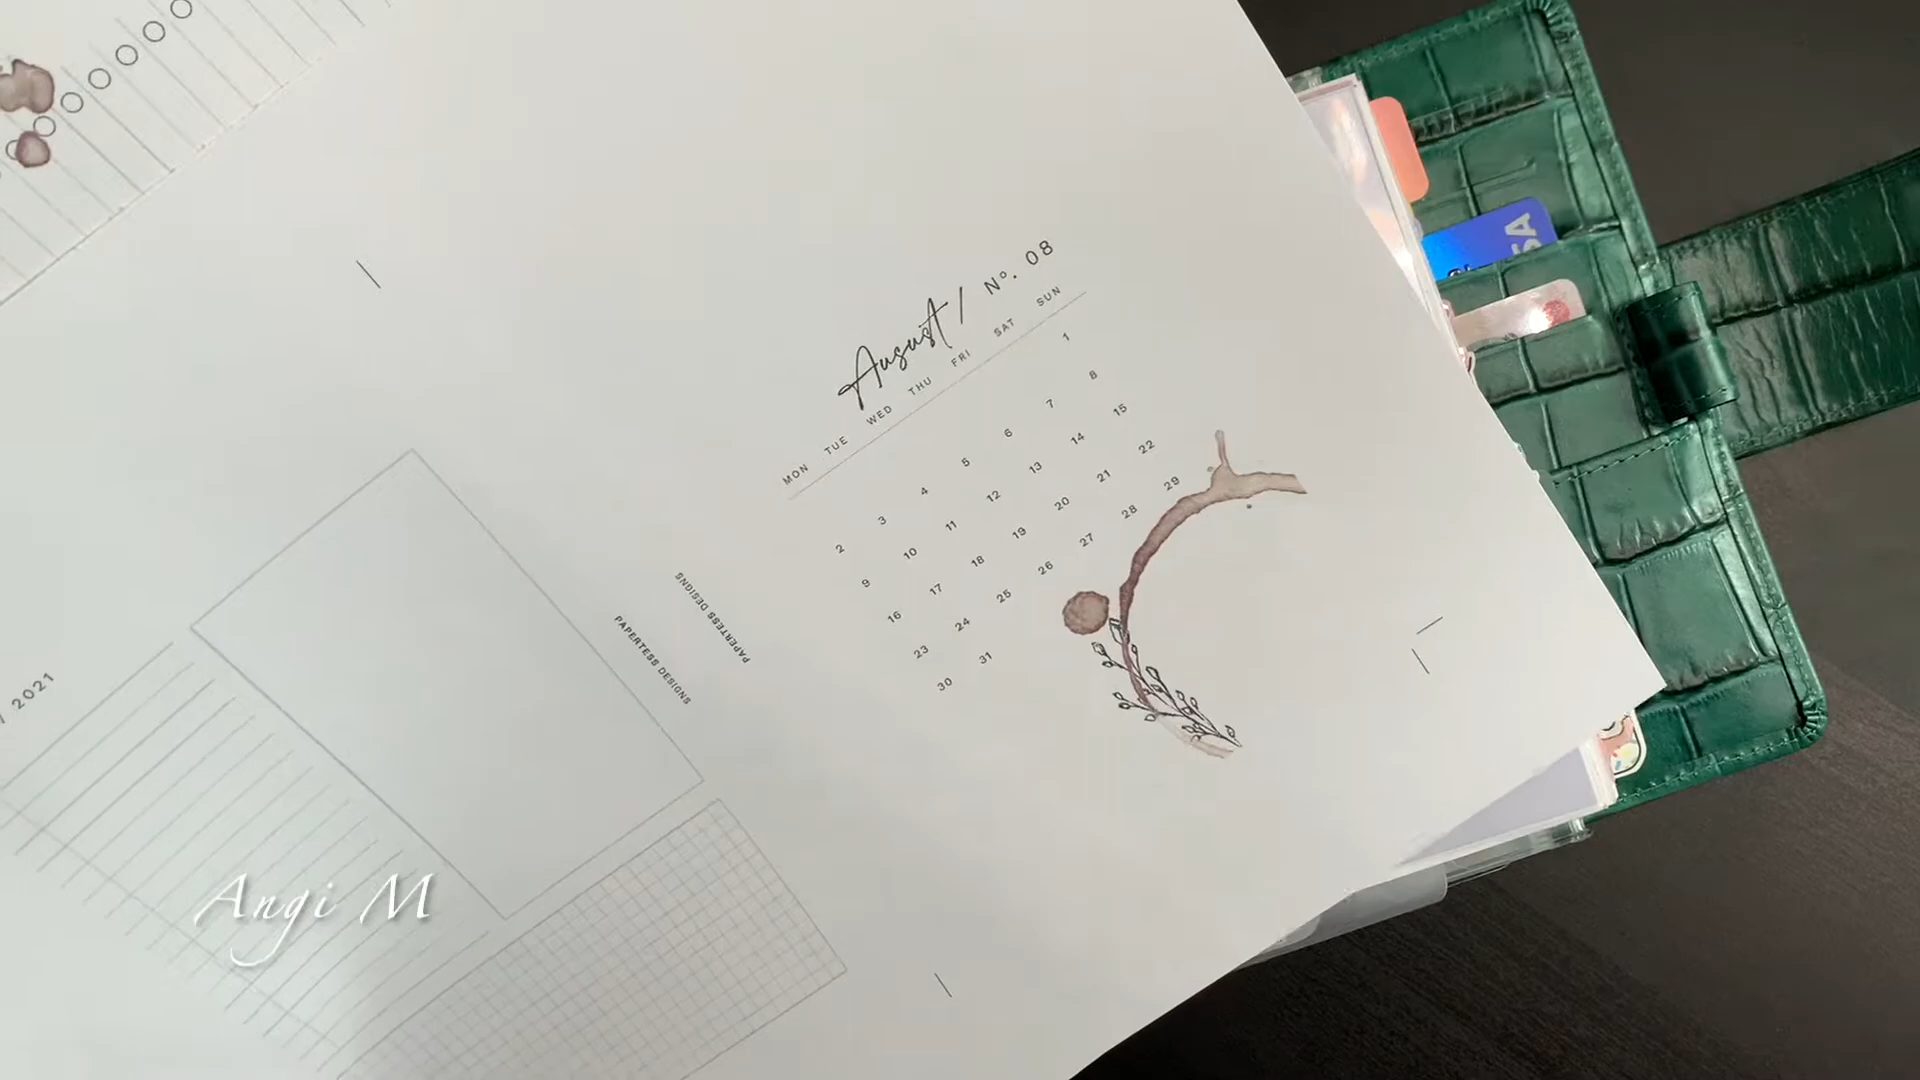 August / Nº. 08
MON TUE WED THU FRI SAT SUN
1
2 3 4 5 6 7 8
9 10 11 12 13 14 15
16 17 18 19 20 21 22
23 24 25 26 27 28 29
30 31
PAPERTESS DESIGNS
PAPERTESS DESIGNS
/ 2021
Angi M